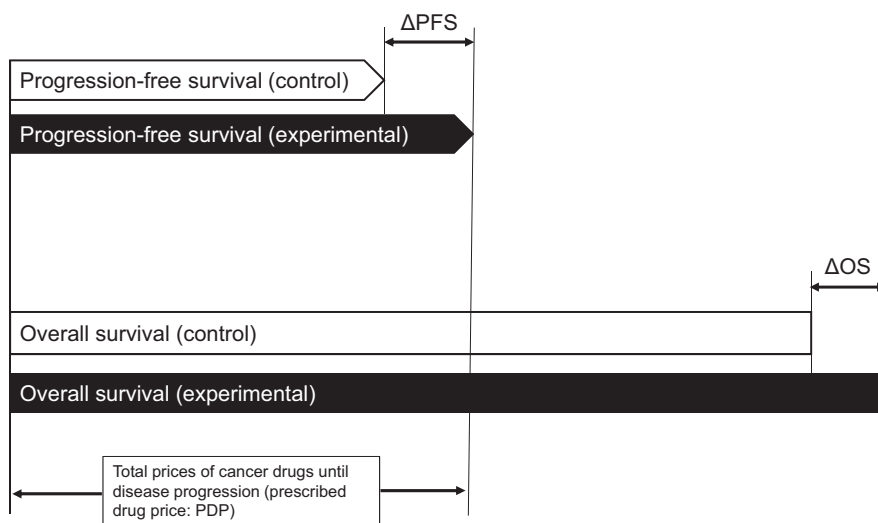 ΔPFS
Progression-free survival (control)
Progression-free survival (experimental)
ΔOS
Overall survival (control)
Overall survival (experimental)
Total prices of cancer drugs until
disease progression (prescribed
drug price: PDP)